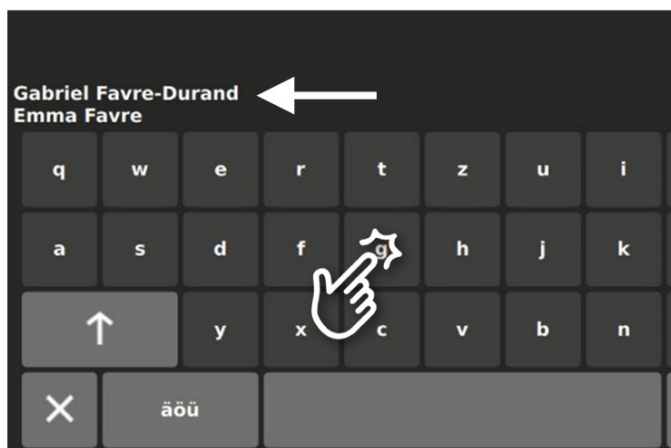 Gabriel Favre-Durand
Emma Favre
q w e r t z u i
a s d f g h j k
↑ y x c v b n
× äöü